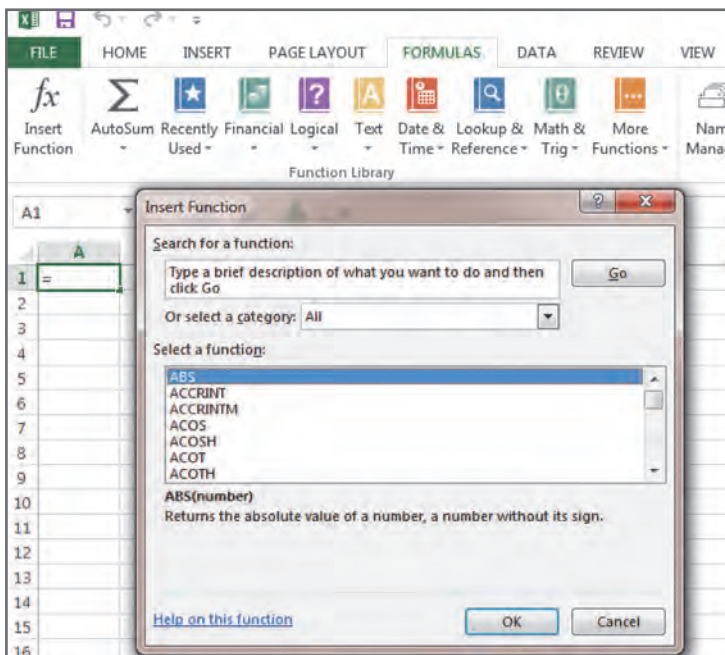 FILE HOME INSERT PAGE LAYOUT FORMULAS DATA REVIEW VIEW
fx Σ ? A θ ...
Insert Function AutoSum Recently Used Financial Logical Text Date & Time Lookup & Reference Math & Trig More Functions
Function Library
A1
Insert Function
A
Search for a function:
1 =
Type a brief description of what you want to do and then
click Go
Go
2
Or select a category: All
3
Select a function:
4
ABS
5
ACCRINT
6
ACCRINTM
ACOS
7
ACOSH
8
ACOT
ACOTH
9
10
ABS(number)
Returns the absolute value of a number, a number without its sign.
11
12
13
14
Help on this function OK Cancel
15
16